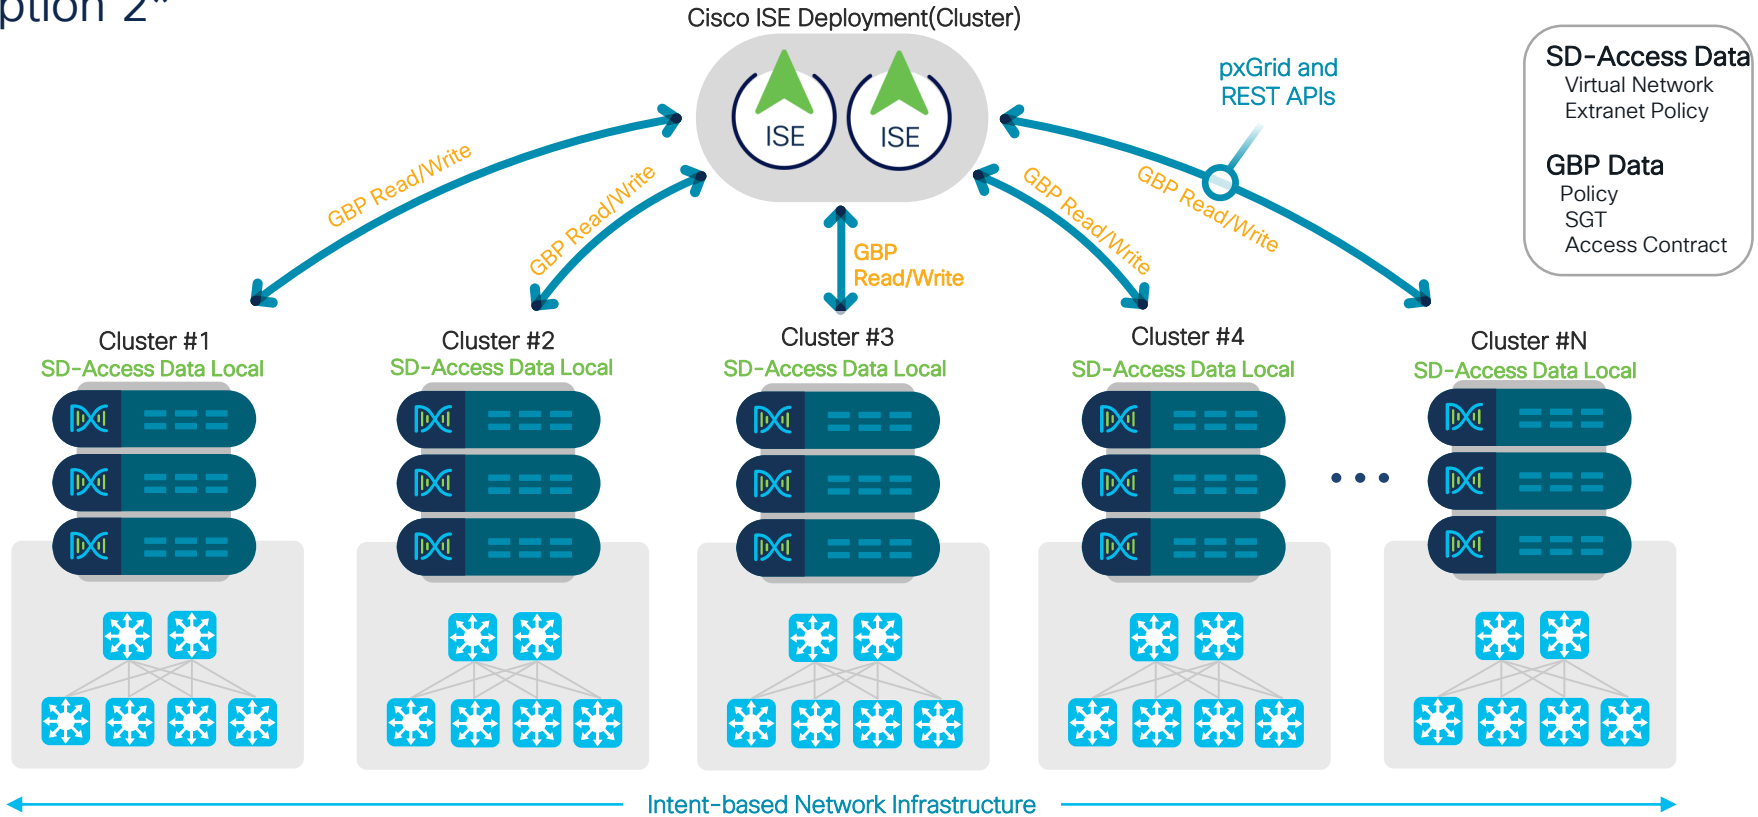 ption 2*
Cisco ISE Deployment(Cluster)
ISE
ISE
pxGrid and
REST APIs
SD-Access Data
Virtual Network
Extranet Policy
GBP Data
Policy
SGT
Access Contract
GBP Read/Write
GBP Read/Write
GBP
Read/Write
GBP Read/Write
GBP Read/Write
Cluster #1
SD-Access Data Local
Cluster #2
SD-Access Data Local
Cluster #3
SD-Access Data Local
Cluster #4
SD-Access Data Local
Cluster #N
SD-Access Data Local
Intent-based Network Infrastructure